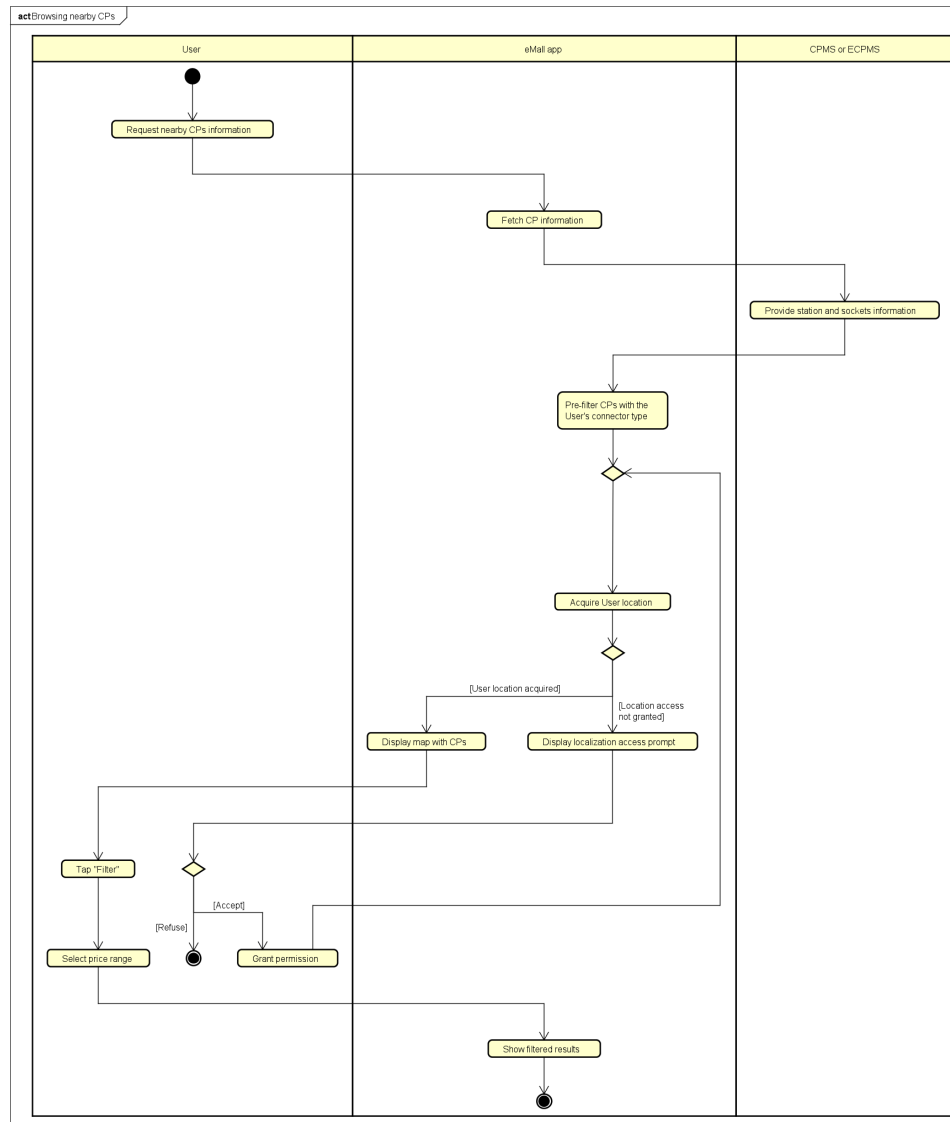 act Browsing nearby CPs
User
eMall app
CPMS or ECPMS
Request nearby CPs information
Fetch CP information
Provide station and sockets information
Pre-filter CPs with the
User's connector type
Acquire User location
[User location acquired]
[Location access
not granted]
Display map with CPs
Display localization access prompt
Tap "Filter"
[Accept]
[Refuse]
Select price range
Grant permission
Show filtered results